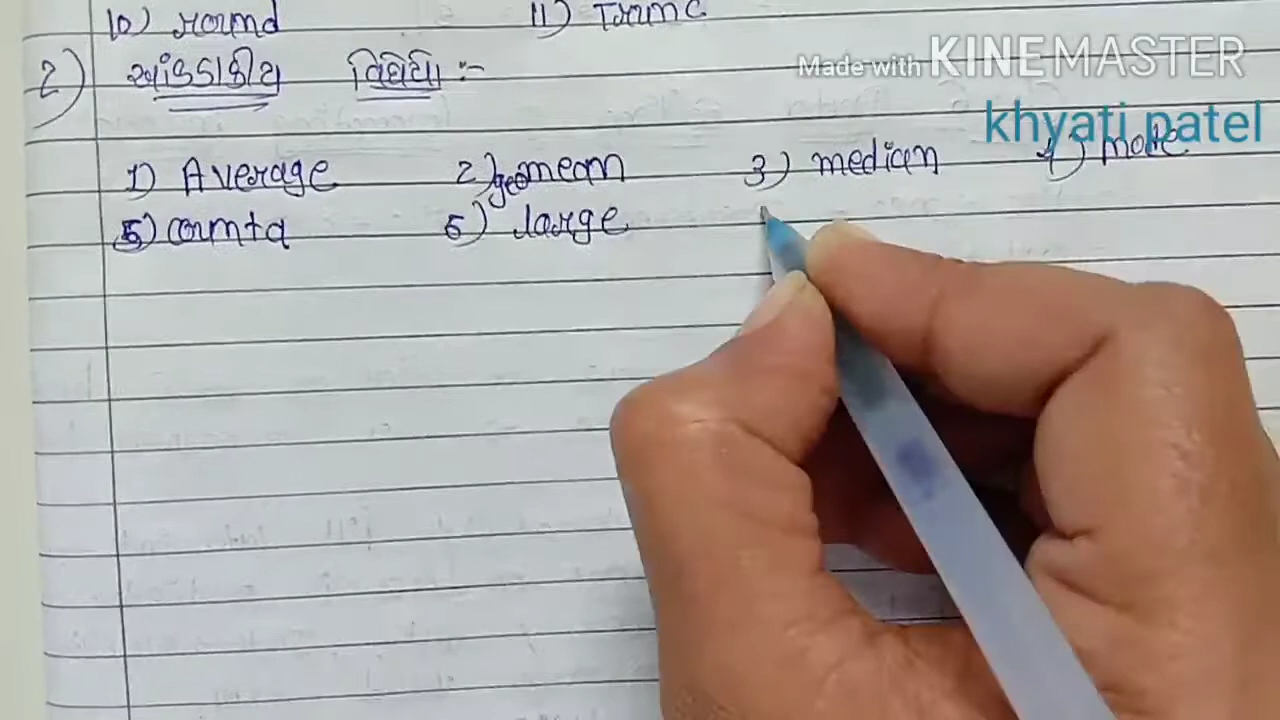 10) round 11) Trunc
Made with KINEMASTER
2) આંકડાકીય વિધેયો :-
khyati patel
1) Average 2) geomean 3) median 4) mode
5) counta 6) large